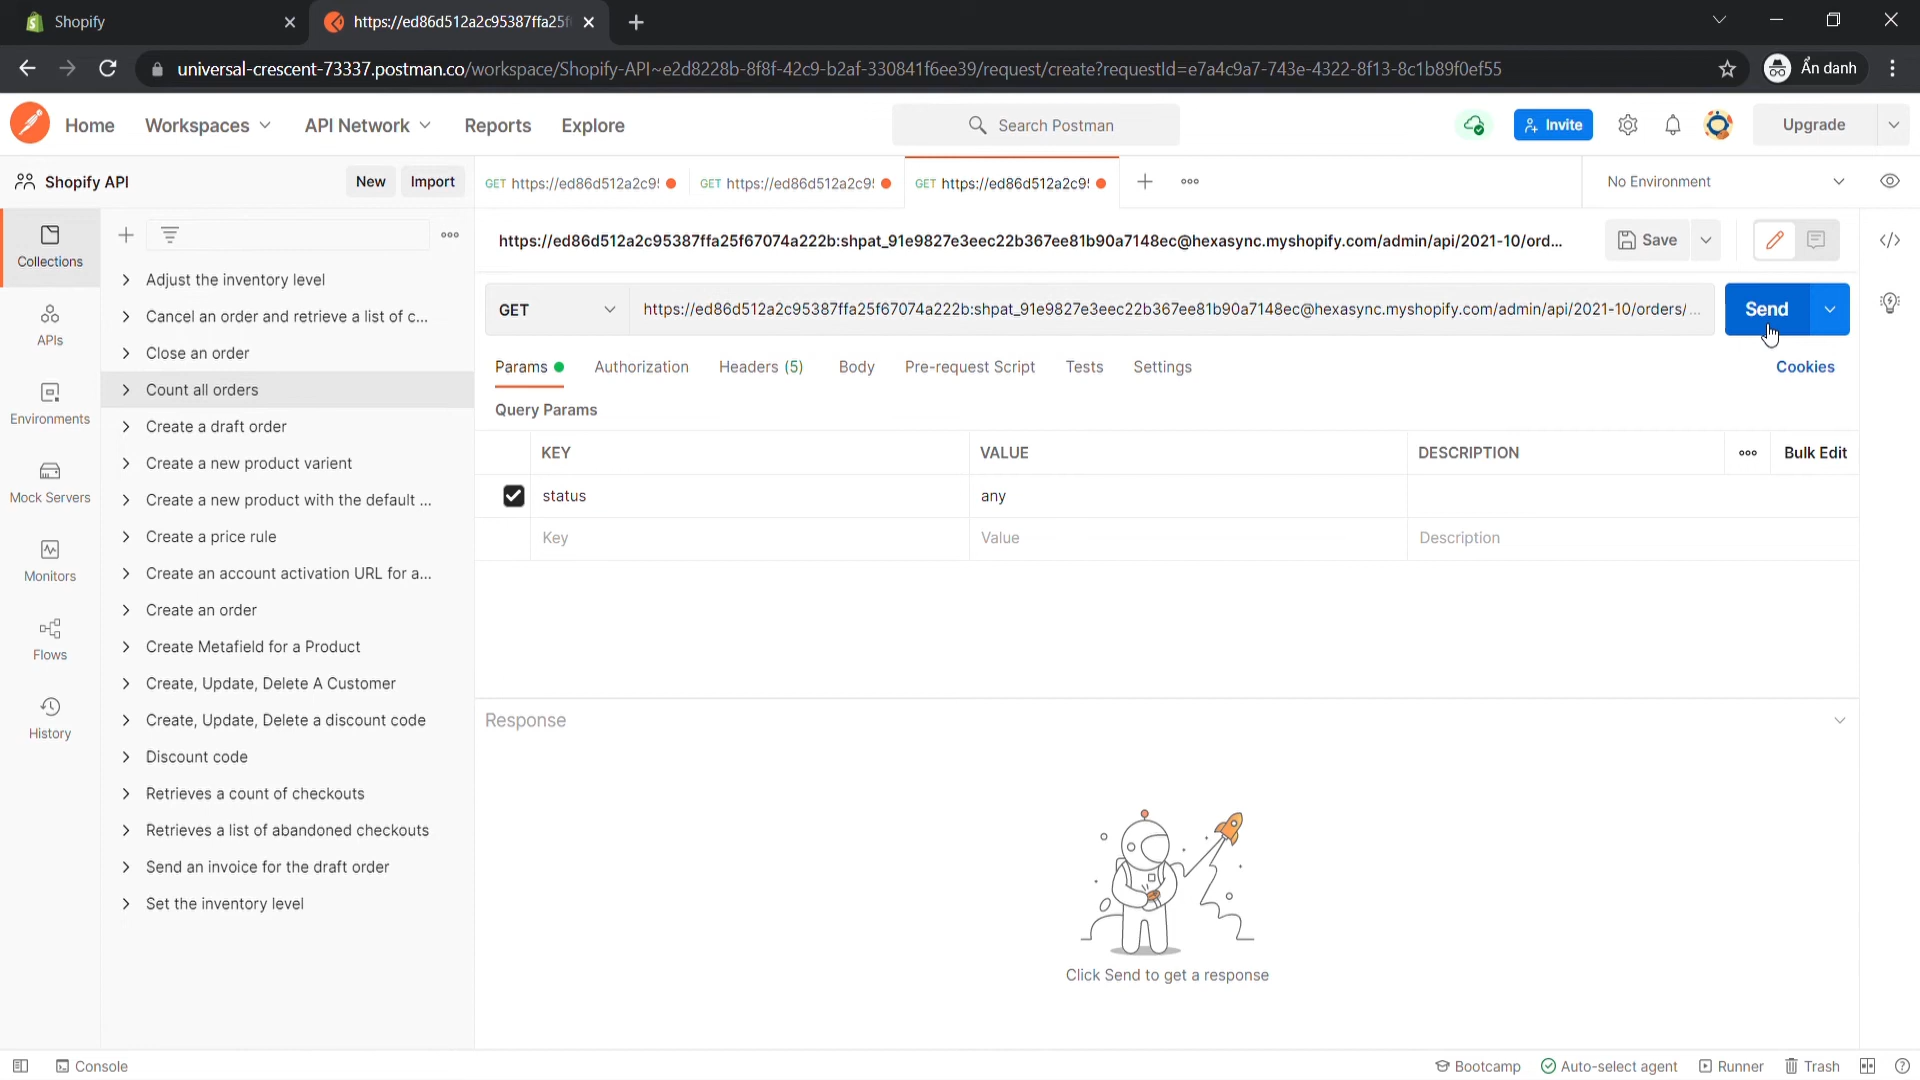 Shopify
https://ed86d512a2c95387ffa25f
universal-crescent-73337.postman.co/workspace/Shopify-API~e2d8228b-8f8f-42c9-b2af-330841f6ee39/request/create?requestId=e7a4c9a7-743e-4322-8f13-8c1b89f0ef55
Ẩn danh
Home
Workspaces
API Network
Reports
Explore
Search Postman
Invite
Upgrade
Shopify API
New
Import
GET https://ed86d512a2c9!
GET https://ed86d512a2c9!
GET https://ed86d512a2c9!
No Environment
Collections
APIs
Environments
Mock Servers
Monitors
Flows
History
Adjust the inventory level
Cancel an order and retrieve a list of c...
Close an order
Count all orders
Create a draft order
Create a new product varient
Create a new product with the default ...
Create a price rule
Create an account activation URL for a...
Create an order
Create Metafield for a Product
Create, Update, Delete A Customer
Create, Update, Delete a discount code
Discount code
Retrieves a count of checkouts
Retrieves a list of abandoned checkouts
Send an invoice for the draft order
Set the inventory level
https://ed86d512a2c95387ffa25f67074a222b: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@hexasync.myshopify.com/admin/api/2021-10/ord...
Save
GET
https://ed86d512a2c95387ffa25f67074a222b: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@hexasync.myshopify.com/admin/api/2021-10/orders/...
Send
Params
Authorization
Headers (5)
Body
Pre-request Script
Tests
Settings
Cookies
Query Params
KEY
VALUE
DESCRIPTION
Bulk Edit
status
any
Key
Value
Description
Response
Click Send to get a response
Console
Bootcamp
Auto-select agent
Runner
Trash